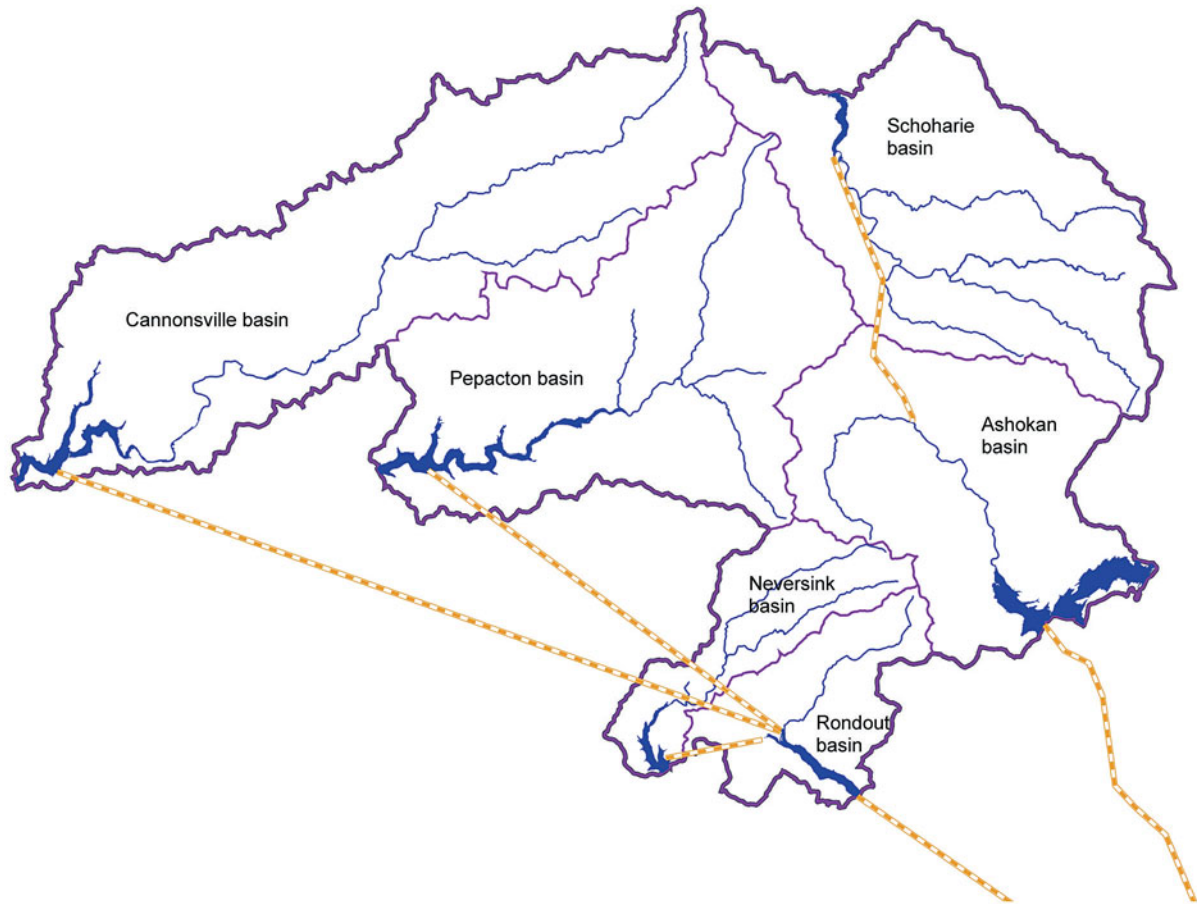 Schoharie
basin
Cannonsville basin
Pepacton basin
Ashokan
basin
Neversink
basin
Rondout
basin